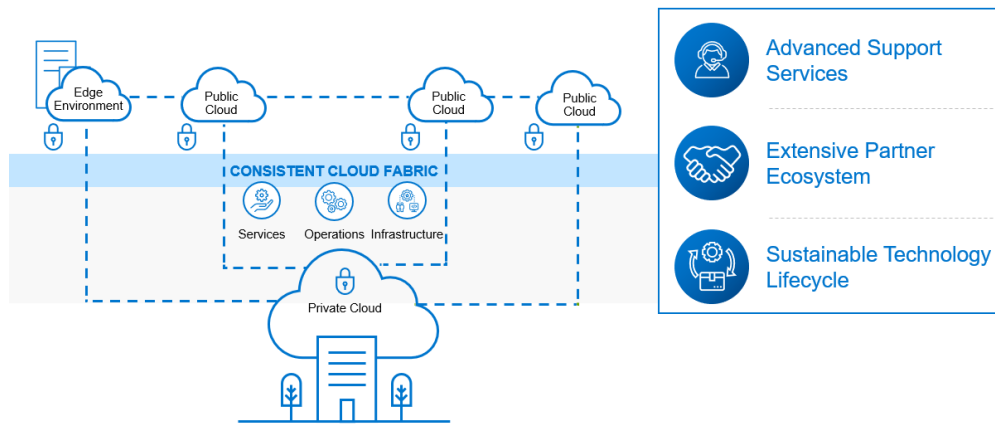 Edge
Environment
Public
Cloud
Public
Cloud
Public
Cloud
CONSISTENT CLOUD FABRIC
Services
Operations
Infrastructure
Private Cloud
Advanced Support
Services
Extensive Partner
Ecosystem
Sustainable Technology
Lifecycle